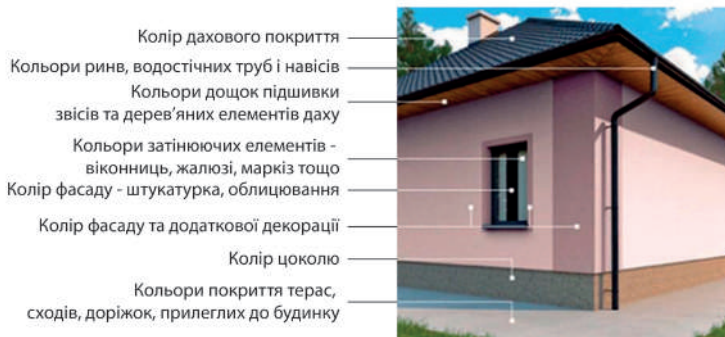 Колір дахового покриття
Кольори ринв, водостічних труб і навісів
Кольори дощок підшивки
звісів та дерев’яних елементів даху
Кольори затінюючих елементів -
віконниць, жалюзі, маркіз тощо
Колір фасаду - штукатурка, облицювання
Колір фасаду та додаткової декорації
Колір цоколю
Кольори покриття терас,
сходів, доріжок, прилеглих до будинку